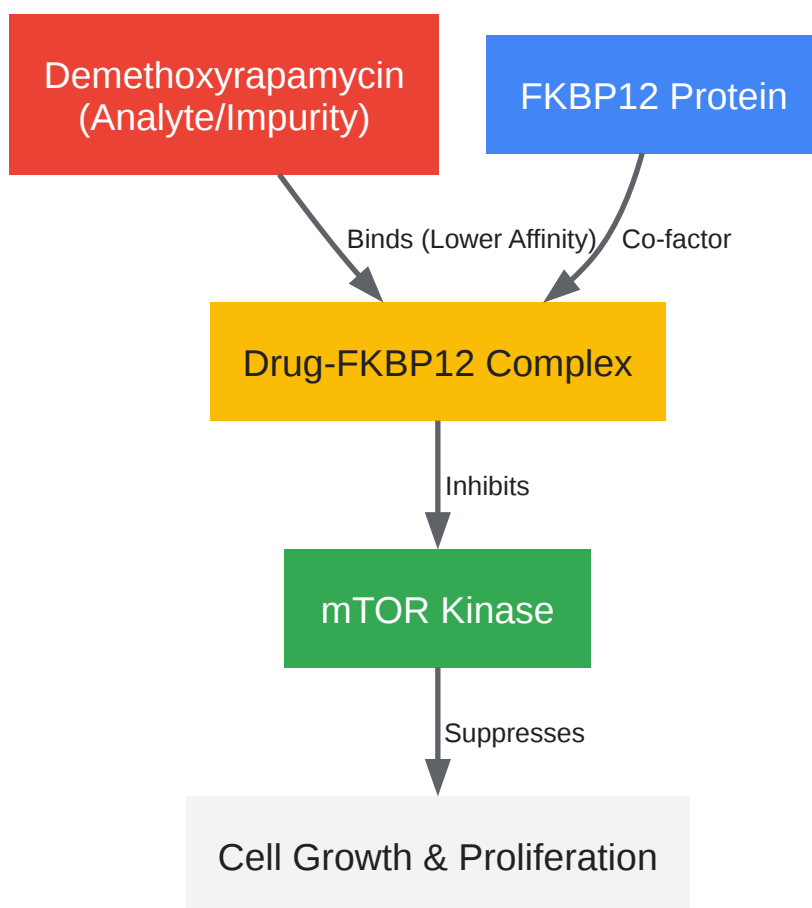 Demethoxyrapamycin
(Analyte/Impurity)
FKBP12 Protein
Binds (Lower Affinity)
Co-factor
Drug-FKBP12 Complex
Inhibits
mTOR Kinase
Suppresses
Cell Growth & Proliferation